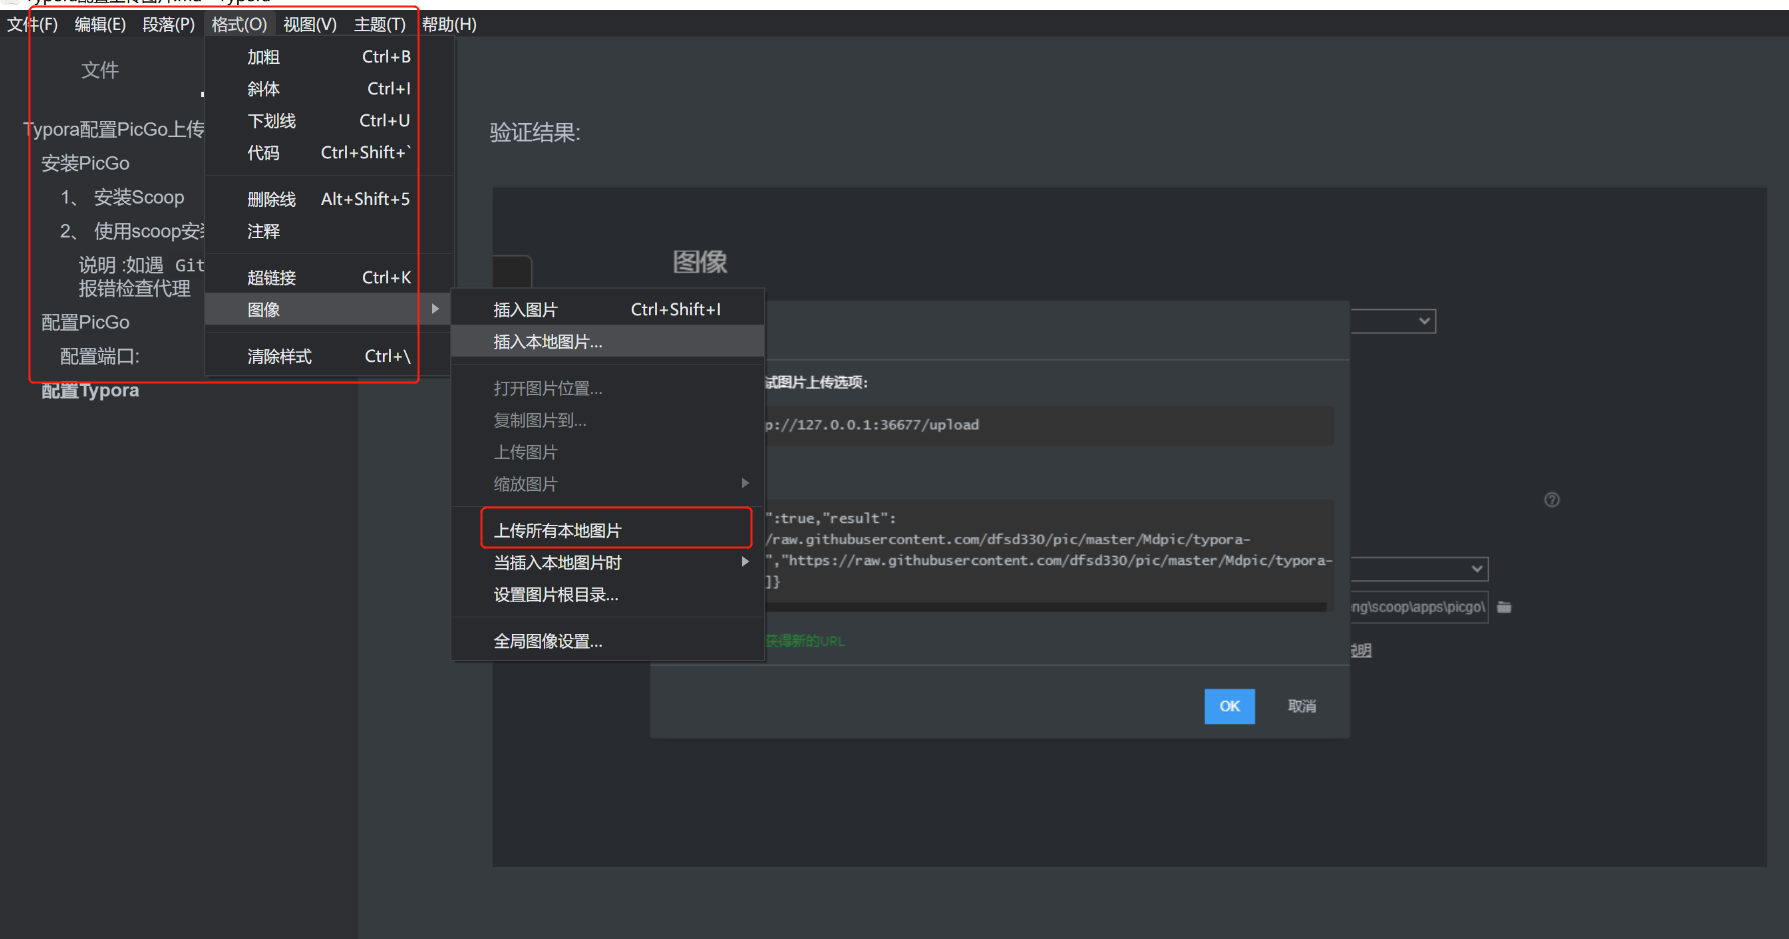 文件(F) 编辑(E) 段落(P) 格式(O) 视图(V) 主题(T) 帮助(H)
文件
Typora配置PicGo上传
安装PicGo
1、 安装Scoop
2、 使用scoop安
说明 :如遇 Git
报错检查代理
配置PicGo
配置端口:
配置Typora
加粗 Ctrl+B
斜体 Ctrl+I
下划线 Ctrl+U
代码 Ctrl+Shift+`
删除线 Alt+Shift+5
注释
超链接 Ctrl+K
图像
清除样式 Ctrl+\
插入图片 Ctrl+Shift+I
插入本地图片...
打开图片位置...
复制图片到...
上传图片
缩放图片
上传所有本地图片
当插入本地图片时
设置图片根目录...
全局图像设置...
验证结果:
图像
试图片上传选项:
p://127.0.0.1:36677/upload
":true,"result":
/raw.githubusercontent.com/dfsd330/pic/master/Mdpic/typora-
","https://raw.githubusercontent.com/dfsd330/pic/master/Mdpic/typora-
]}
获得新的URL
ng\scoop\apps\picgo\
说明
OK 取消